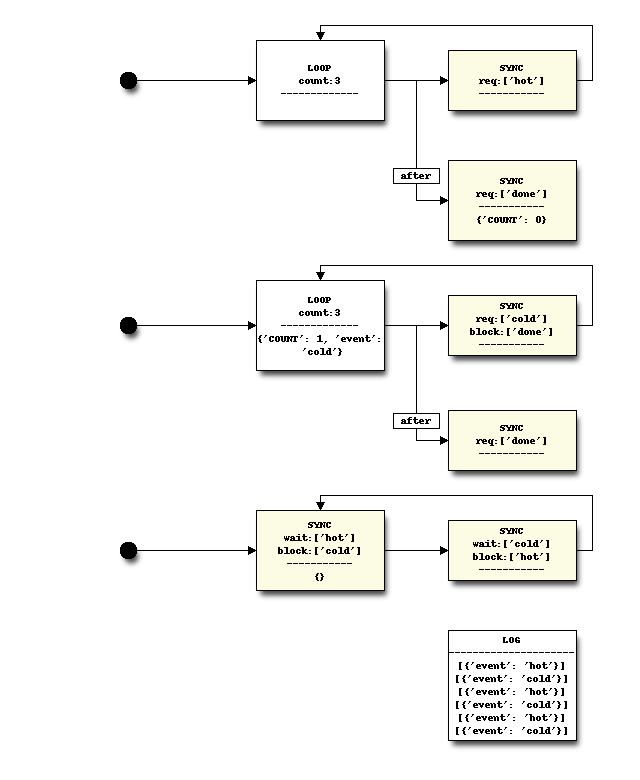 LOOP
count:3
-------------
SYNC
req:['hot']
-----------
after
SYNC
req:['done']
-----------
{'COUNT': 0}
LOOP
count:3
-------------
{'COUNT': 1, 'event':
'cold'}
SYNC
req:['cold']
block:['done']
-----------
after
SYNC
req:['done']
-----------
SYNC
wait:['hot']
block:['cold']
-----------
{}
SYNC
wait:['cold']
block:['hot']
-----------
LOG
---------------------
[{'event': 'hot'}]
[{'event': 'cold'}]
[{'event': 'hot'}]
[{'event': 'cold'}]
[{'event': 'hot'}]
[{'event': 'cold'}]